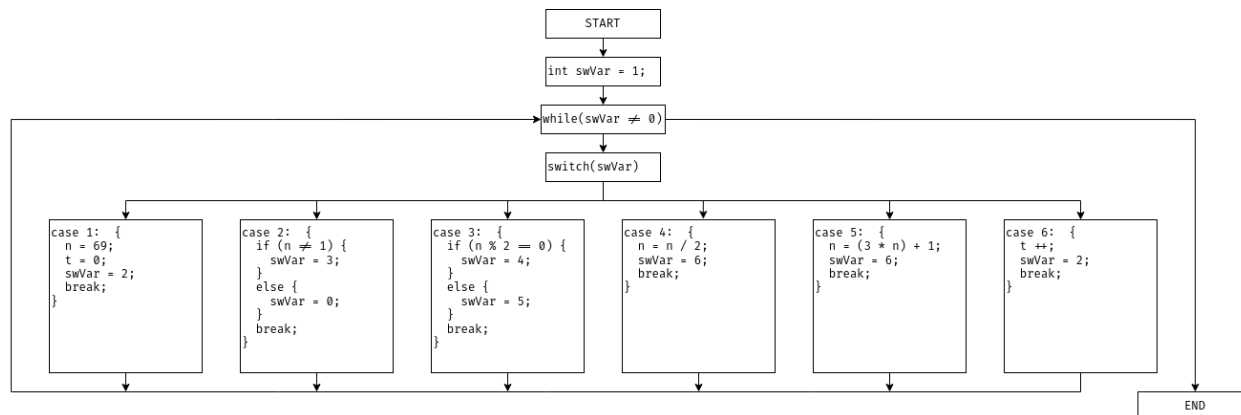 START
int swVar = 1;
while(swVar ≠ 0)
switch(swVar)
case 1:  {
  n = 69;
  t = 0;
  swVar = 2;
  break;
}
case 2:  {
  if (n ≠ 1) {
    swVar = 3;
  }
  else {
    swVar = 0;
  }
  break;
}
case 3:  {
  if (n % 2 == 0) {
    swVar = 4;
  }
  else {
    swVar = 5;
  }
  break;
}
case 4:  {
  n = n / 2;
  swVar = 6;
  break;
}
case 5:  {
  n = (3 * n) + 1;
  swVar = 6;
  break;
}
case 6:  {
  t ++;
  swVar = 2;
  break;
}
END